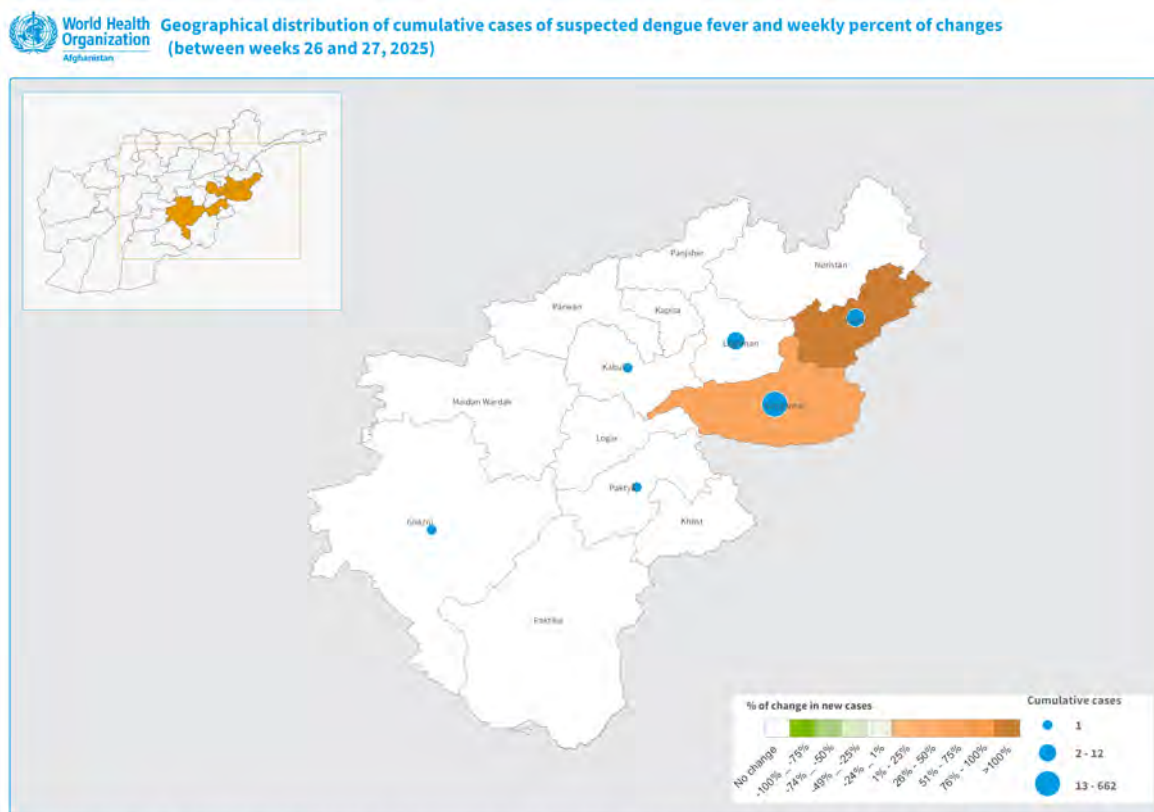 World Health
Organization
Afghanistan
Geographical distribution of cumulative cases of suspected dengue fever and weekly percent of changes
(between weeks 26 and 27, 2025)
Panjsher
Nuristan
Parwan
Kapisa
Laghman
Kabul
Maidan Wardak
Logar
Paktya
Khost
Ghazni
Paktika
% of change in new cases
Cumulative cases
1
2 - 12
13 - 662
No change
-100% _ -75%
-74% _ -50%
-49% _ -25%
-24% _ 1%
1% - 25%
26% - 50%
51% - 75%
76% - 100%
>100%